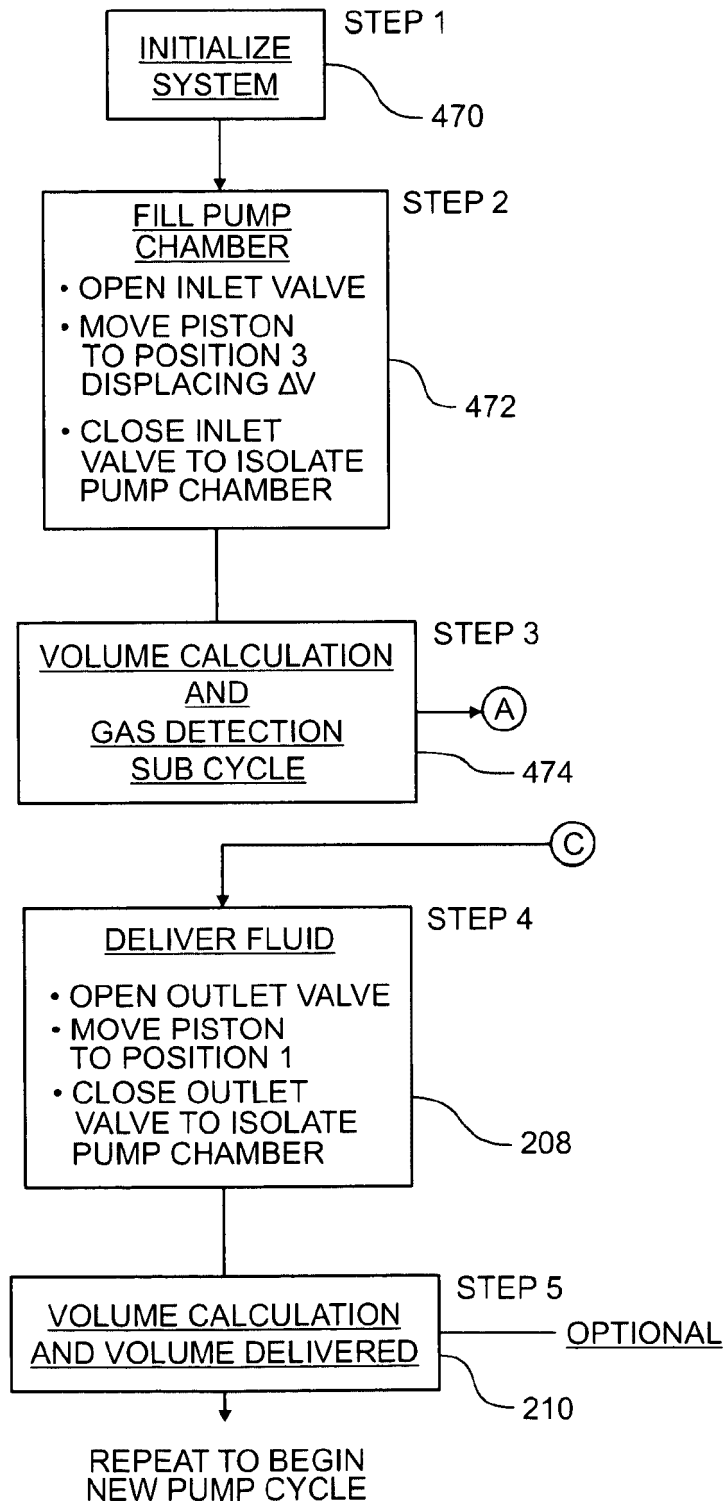 STEP 1
INITIALIZE
SYSTEM
470
STEP 2
FILL PUMP
CHAMBER
• OPEN INLET VALVE
• MOVE PISTON
TO POSITION 3
DISPLACING ΔV
• CLOSE INLET
VALVE TO ISOLATE
PUMP CHAMBER
472
STEP 3
VOLUME CALCULATION
AND
GAS DETECTION
SUB CYCLE
A
474
C
STEP 4
DELIVER FLUID
• OPEN OUTLET VALVE
• MOVE PISTON
TO POSITION 1
• CLOSE OUTLET
VALVE TO ISOLATE
PUMP CHAMBER
208
STEP 5
VOLUME CALCULATION
AND VOLUME DELIVERED
OPTIONAL
210
REPEAT TO BEGIN
NEW PUMP CYCLE